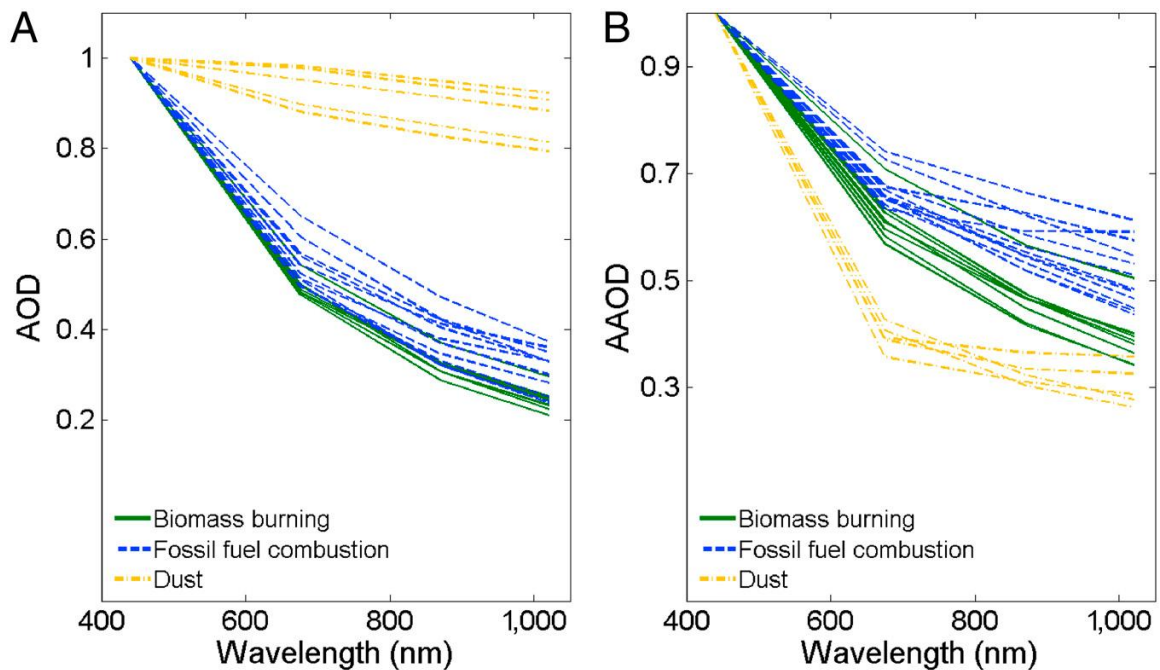 A
AOD
1
0.8
0.6
0.4
0.2
Biomass burning
Fossil fuel combustion
Dust
400
600
800
1,000
Wavelength (nm)
B
AAOD
0.9
0.7
0.5
0.3
Biomass burning
Fossil fuel combustion
Dust
400
600
800
1,000
Wavelength (nm)